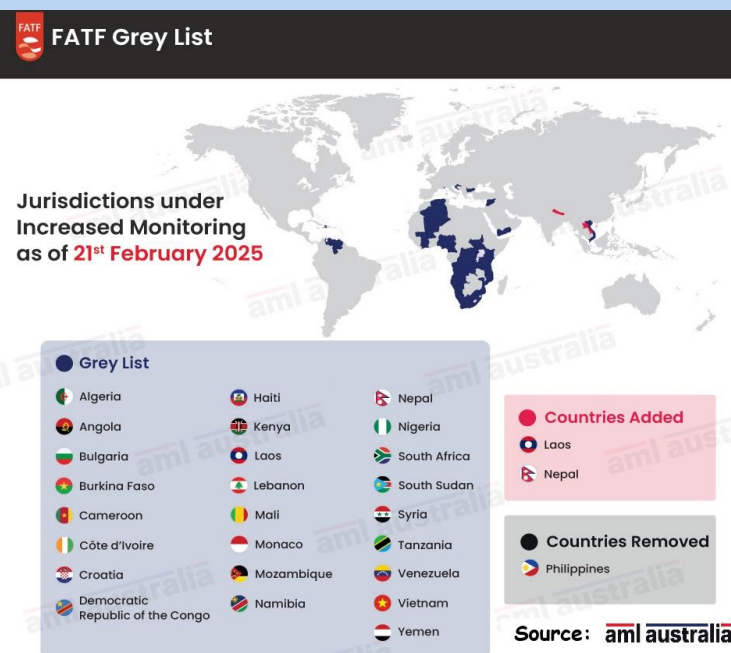 FATF
FATF Grey List
Jurisdictions under
Increased Monitoring
as of 21st February 2025
Grey List
Algeria
Angola
Bulgaria
Burkina Faso
Cameroon
Côte d'Ivoire
Croatia
Democratic
Republic of the Congo
Haiti
Kenya
Laos
Lebanon
Mali
Monaco
Mozambique
Namibia
Nepal
Nigeria
South Africa
South Sudan
Syria
Tanzania
Venezuela
Vietnam
Yemen
Countries Added
Laos
Nepal
Countries Removed
Philippines
Source: aml australia
aml australia